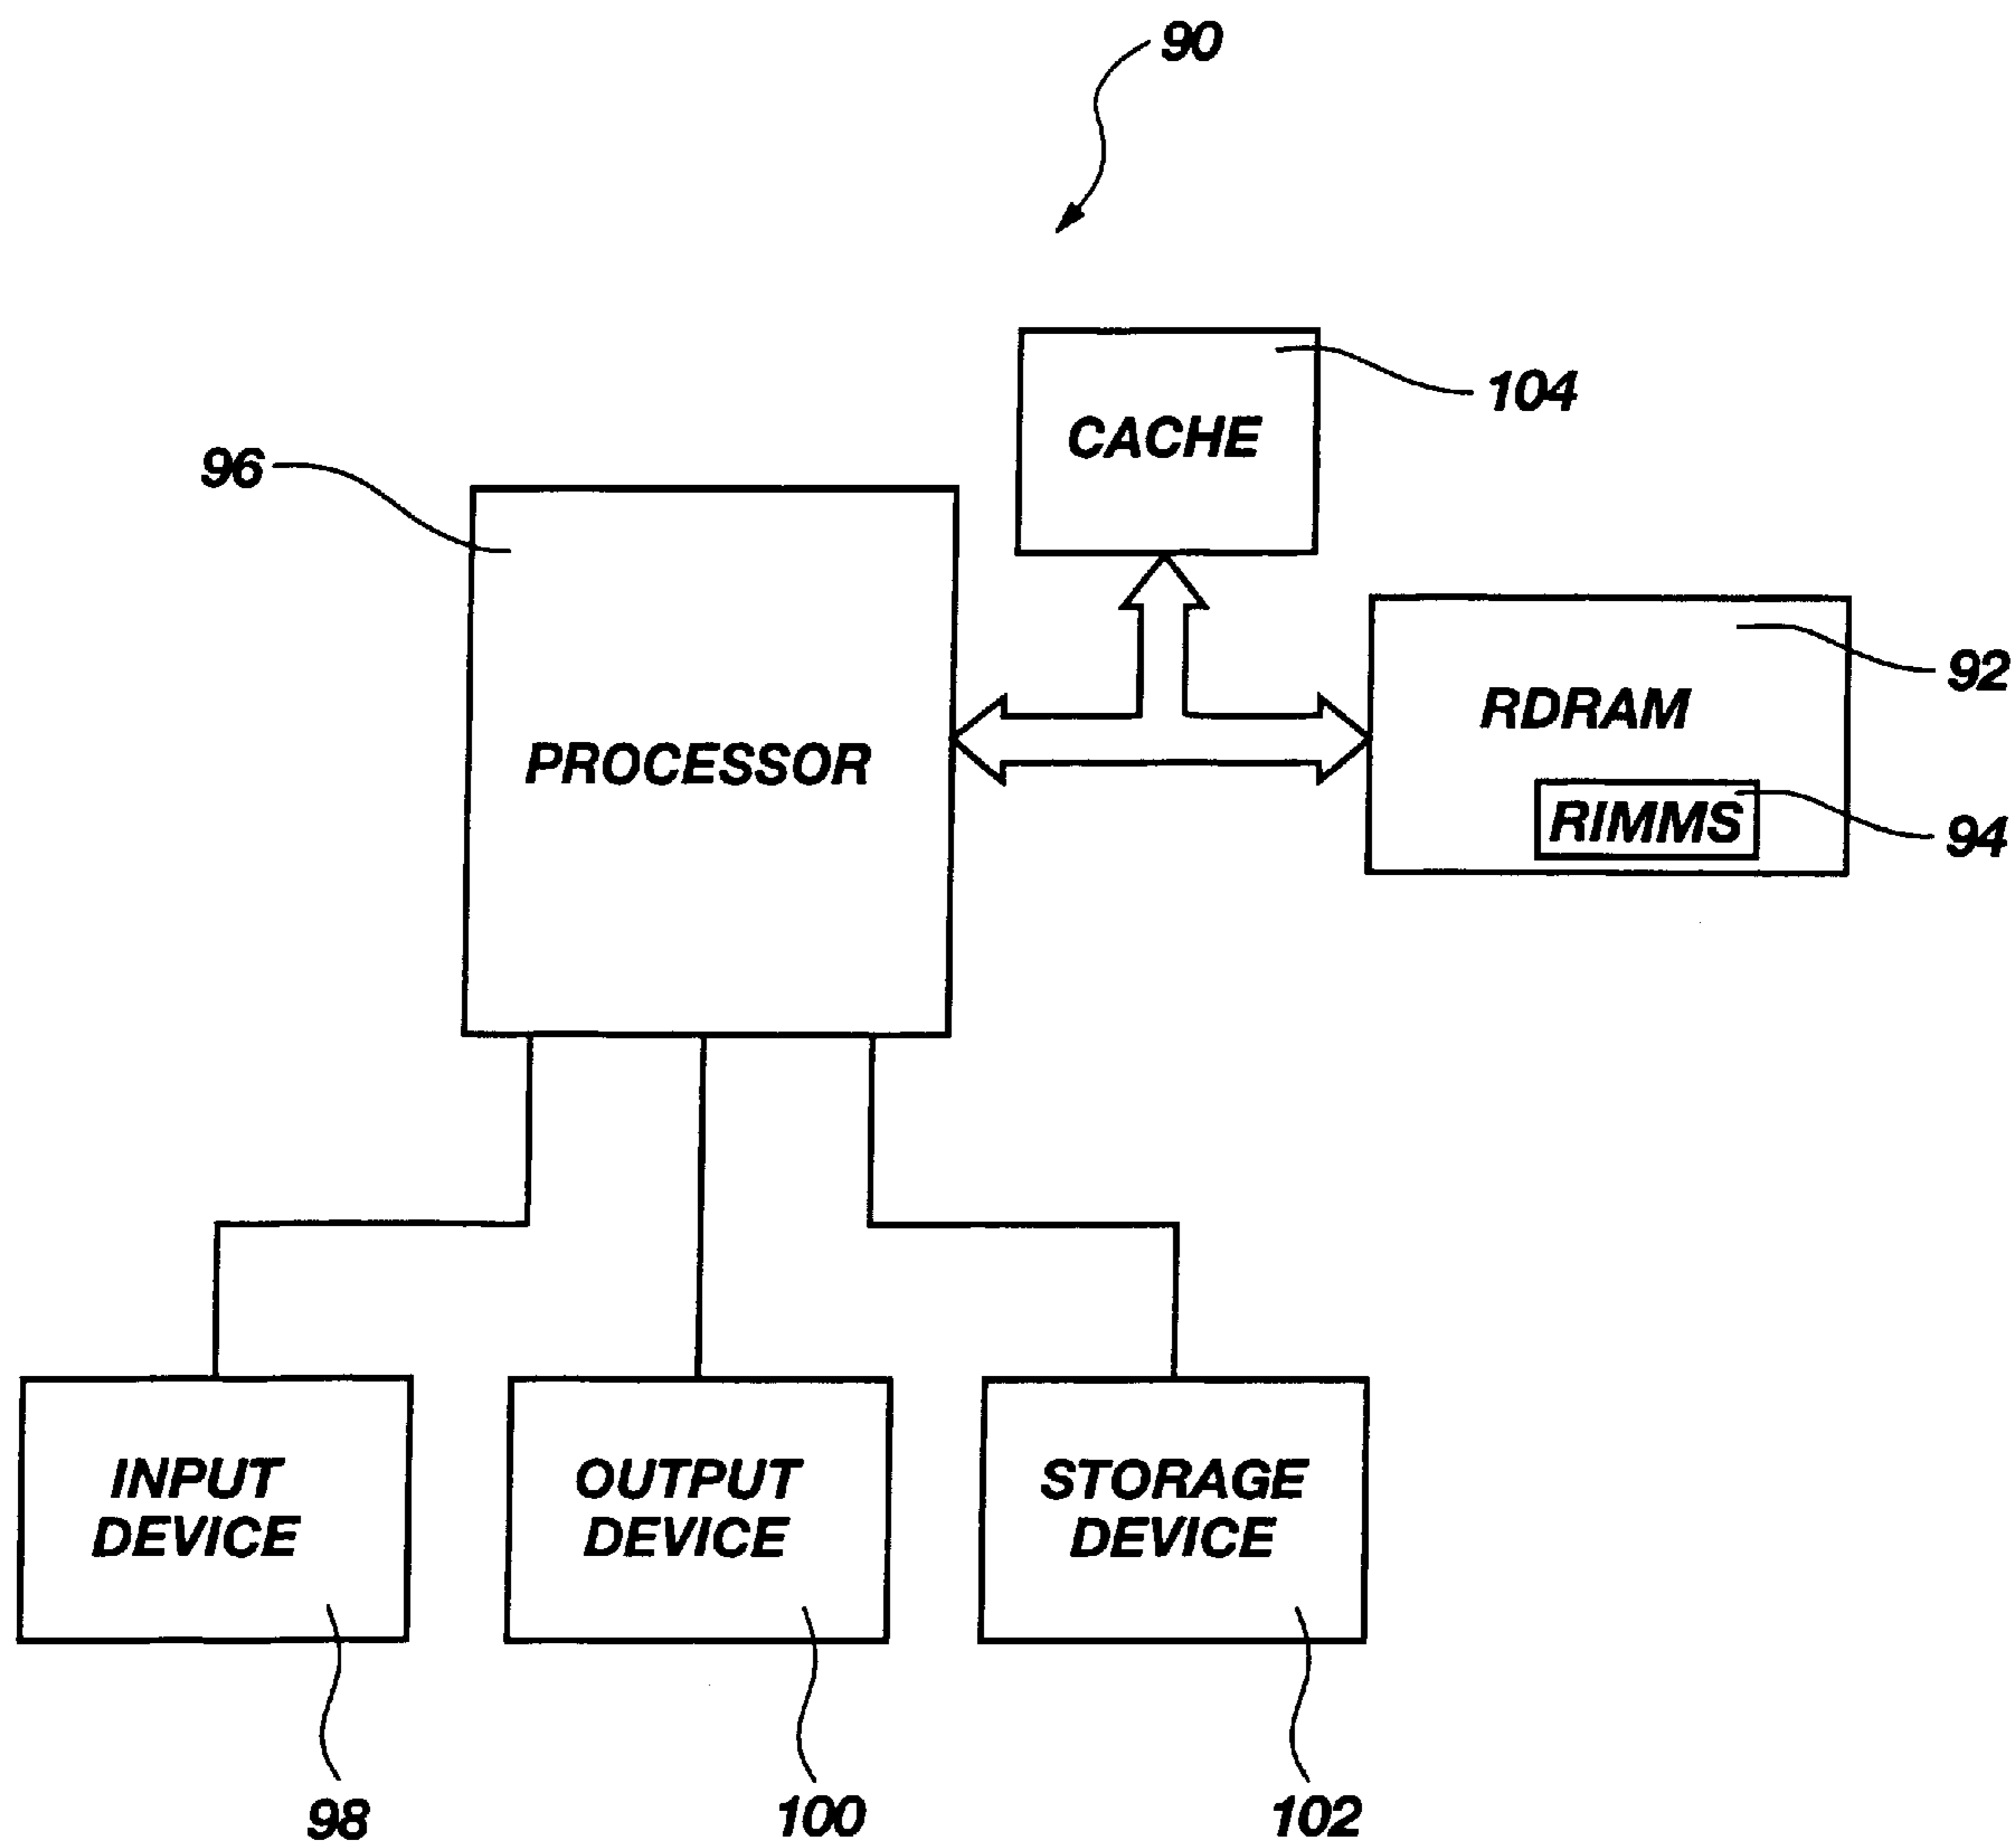 90
CACHE
104
96
PROCESSOR
RDRAM
92
RIMMS
94
INPUT
DEVICE
OUTPUT
DEVICE
STORAGE
DEVICE
98
100
102